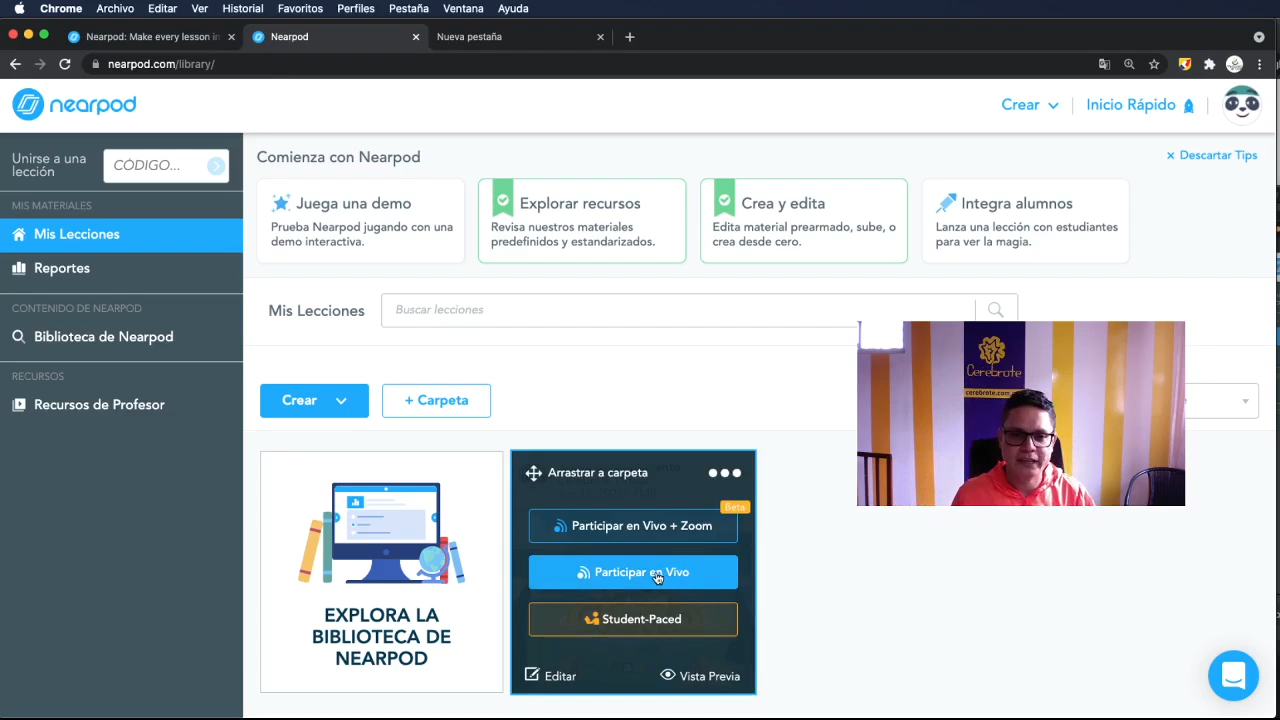 Chrome Archivo Editar Ver Historial Favoritos Perfiles Pestaña Ventana Ayuda
Nearpod: Make every lesson in
Nearpod
Nueva pestaña
nearpod.com/library/
nearpod
Crear
Inicio Rápido
Unirse a una
lección
CÓDIGO...
MIS MATERIALES
Mis Lecciones
Reportes
CONTENIDO DE NEARPOD
Biblioteca de Nearpod
RECURSOS
Recursos de Profesor
Comienza con Nearpod
× Descartar Tips
Juega una demo
Prueba Nearpod jugando con una
demo interactiva.
Explorar recursos
Revisa nuestros materiales
predefinidos y estandarizados.
Crea y edita
Edita material prearmado, sube, o
crea desde cero.
Integra alumnos
Lanza una lección con estudiantes
para ver la magia.
Mis Lecciones
Buscar lecciones
Crear
+ Carpeta
Cerebrote
cerebrote.com
EXPLORA LA
BIBLIOTECA DE
NEARPOD
Arrastrar a carpeta
Beta
Participar en Vivo + Zoom
Participar en Vivo
Student-Paced
Editar
Vista Previa